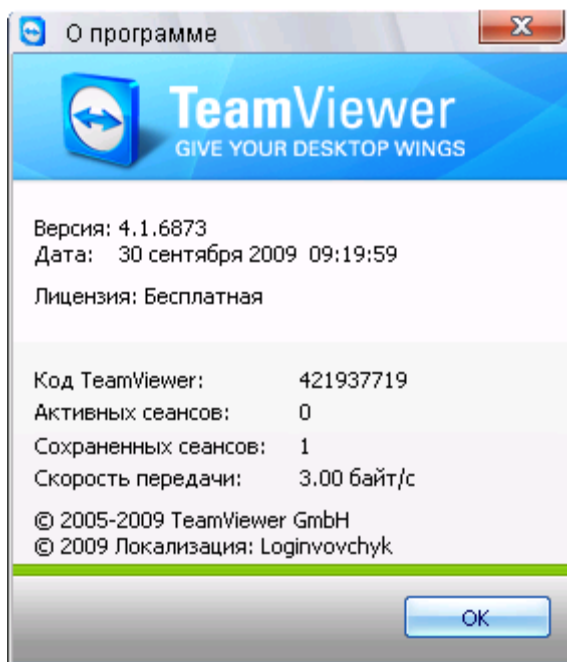 О программе
TeamViewer
GIVE YOUR DESKTOP WINGS
Версия: 4.1.6873
Дата: 30 сентября 2009 09:19:59
Лицензия: Бесплатная
Код TeamViewer: 421937719
Активных сеансов: 0
Сохраненных сеансов: 1
Скорость передачи: 3.00 байт/с
© 2005-2009 TeamViewer GmbH
© 2009 Локализация: Loginvovchyk
OK